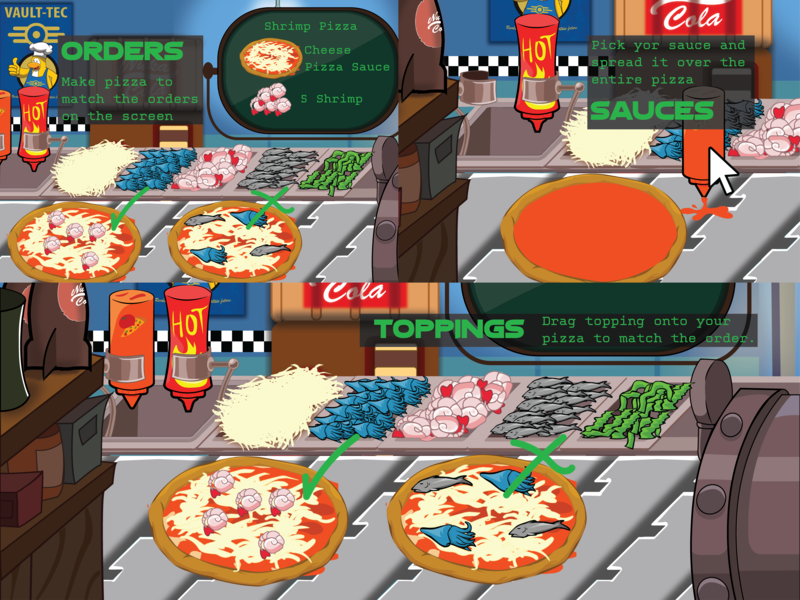 VAULT-TEC
ORDERS
Make pizza to
match the orders
on the screen
HOT
Shrimp Pizza
Cheese
Pizza Sauce
5 Shrimp
Cola
HOT
Pick yor sauce and
spread it over the
entire pizza
SAUCES
Cola
HOT
TOPPINGS
Drag topping onto your
pizza to match the order.